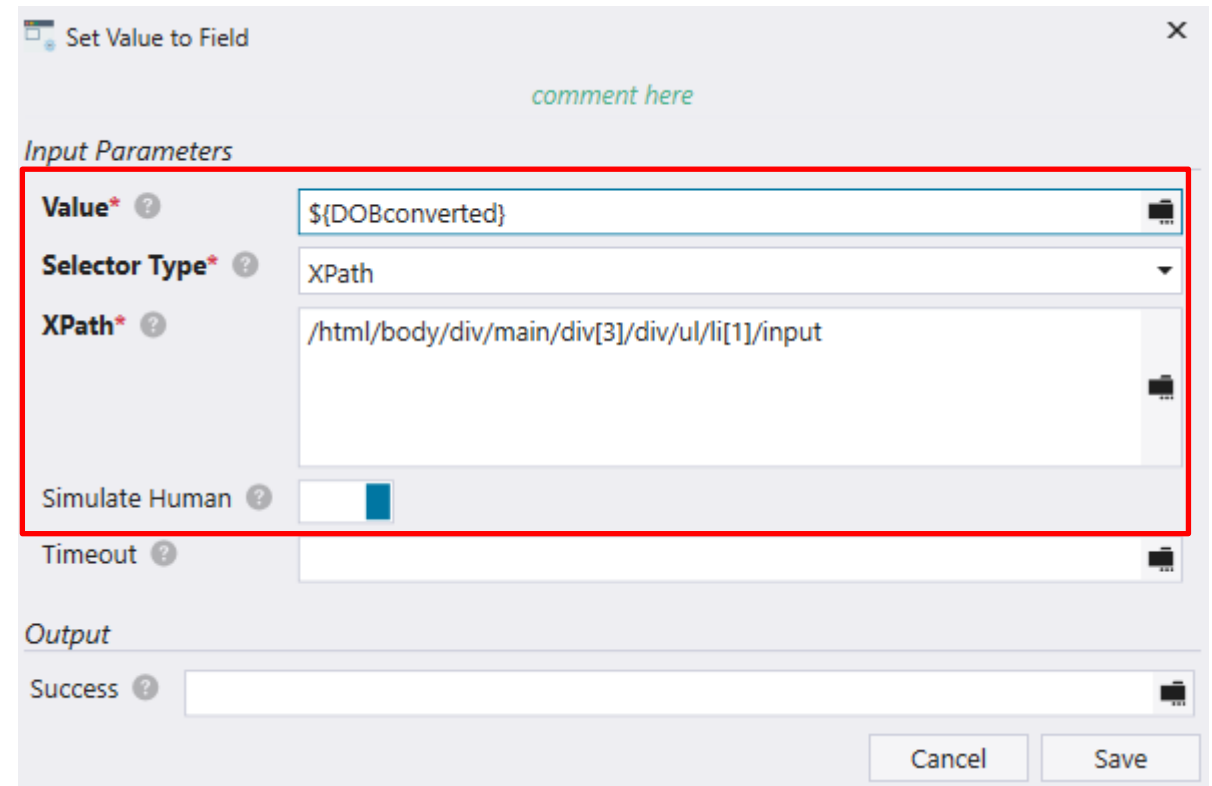 Set Value to Field
comment here
Input Parameters
Value* ?
${DOBconverted}
Selector Type* ?
XPath
XPath* ?
/html/body/div/main/div[3]/div/ul/li[1]/input
Simulate Human ?
Timeout ?
Output
Success ?
Cancel Save